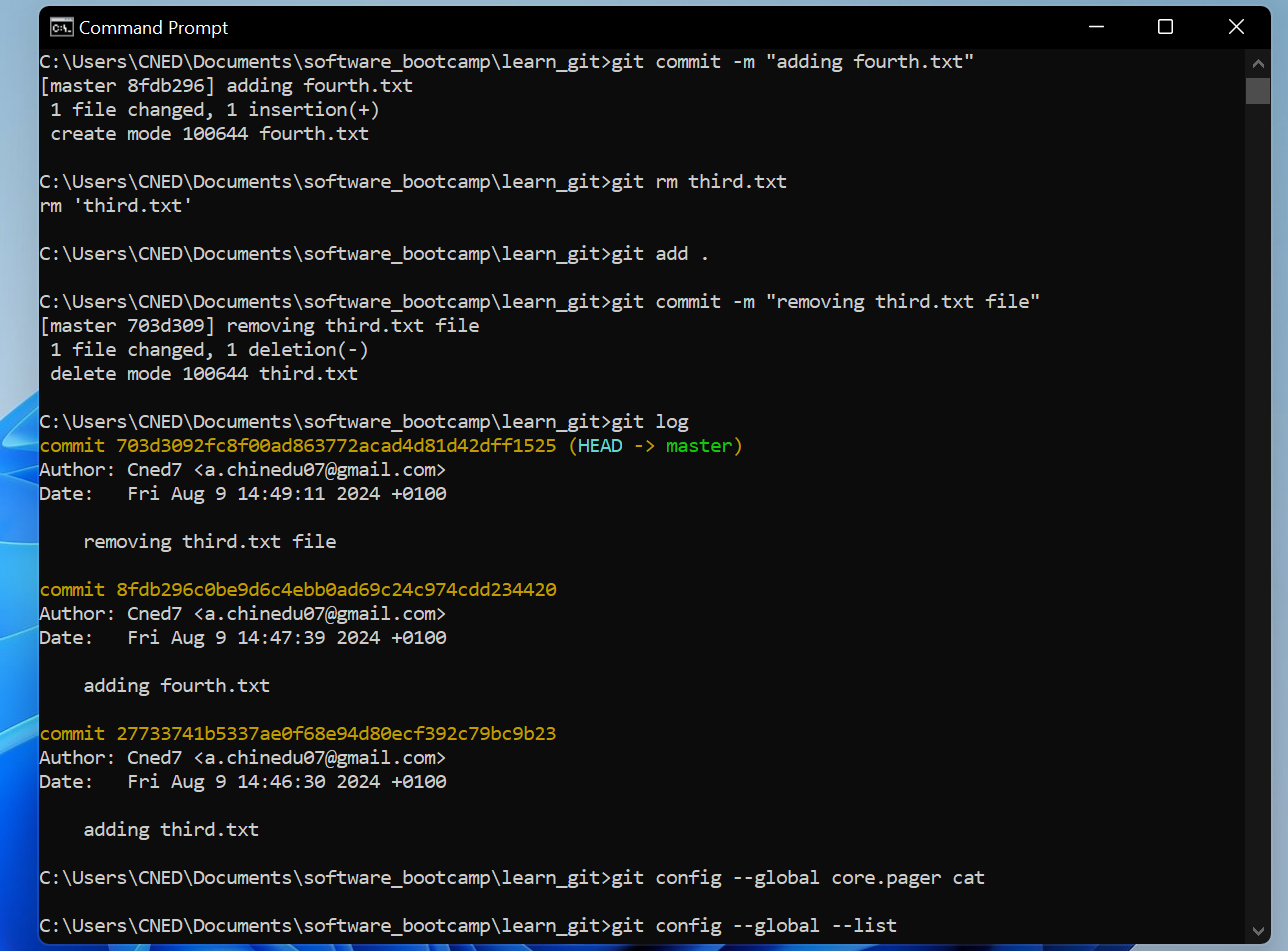 Command Prompt
C:\Users\CNED\Documents\software_bootcamp\learn_git>git commit -m "adding fourth.txt"
[master 8fdb296] adding fourth.txt
 1 file changed, 1 insertion(+)
 create mode 100644 fourth.txt
C:\Users\CNED\Documents\software_bootcamp\learn_git>git rm third.txt
rm 'third.txt'
C:\Users\CNED\Documents\software_bootcamp\learn_git>git add .
C:\Users\CNED\Documents\software_bootcamp\learn_git>git commit -m "removing third.txt file"
[master 703d309] removing third.txt file
 1 file changed, 1 deletion(-)
 delete mode 100644 third.txt
C:\Users\CNED\Documents\software_bootcamp\learn_git>git log
commit 703d3092fc8f00ad863772acad4d81d42dff1525 (HEAD -> master)
Author: Cned7 <a.chinedu07@gmail.com>
Date:   Fri Aug 9 14:49:11 2024 +0100
    removing third.txt file
commit 8fdb296c0be9d6c4ebb0ad69c24c974cdd234420
Author: Cned7 <a.chinedu07@gmail.com>
Date:   Fri Aug 9 14:47:39 2024 +0100
    adding fourth.txt
commit 27733741b5337ae0f68e94d80ecf392c79bc9b23
Author: Cned7 <a.chinedu07@gmail.com>
Date:   Fri Aug 9 14:46:30 2024 +0100
    adding third.txt
C:\Users\CNED\Documents\software_bootcamp\learn_git>git config --global core.pager cat
C:\Users\CNED\Documents\software_bootcamp\learn_git>git config --global --list